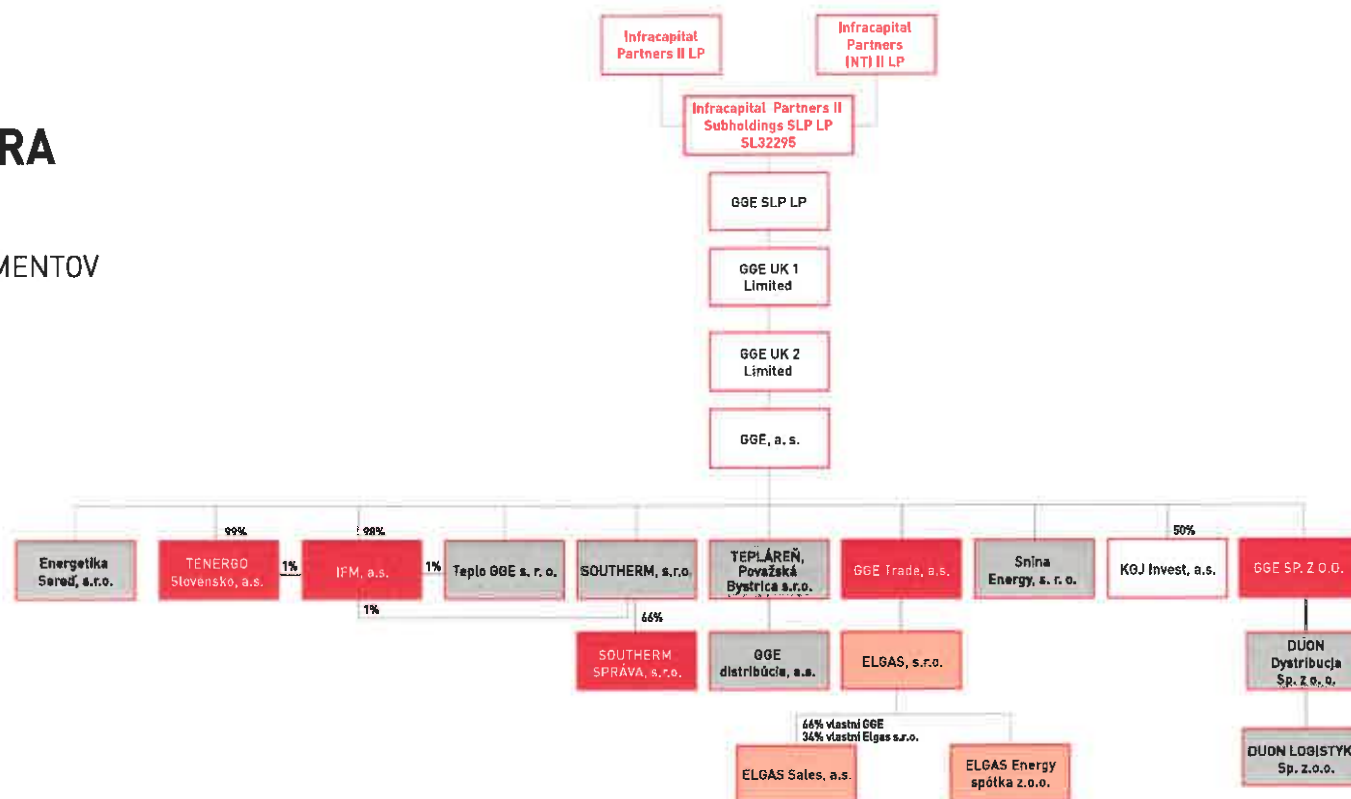 Infracapital
Partners II LP
Infracapital
Partners
(NT) II LP
Infracapital Partners II
Subholdings SLP LP
SL32295
RA
MENTOV
GGE SLP LP
GGE UK 1
Limited
GGE UK 2
Limited
GGE, a. s.
99%
98%
50%
Energetika
Sereď, s.r.o.
TENERGO
Slovensko, a.s.
1%
IFM, a.s.
1%
Teplo GGE s. r. o.
SOUTHERM, s.r.o.
TEPLÁREŇ,
Považská
Bystrica s.r.o.
GGE Trade, a.s.
Snina
Energy, s. r. o.
KGJ Invest, a.s.
GGE SP. Z O.O.
1%
66%
SOUTHERM
SPRÁVA, s.r.o.
GGE
distribúcia, a.s.
ELGAS, s.r.o.
DUON
Dystrybucja
Sp. z o. o.
66% vlastní GGE
34% vlastní Elgas s.r.o.
ELGAS Sales, a.s.
ELGAS Energy
spótka z.o.o.
DUON LOGISTYK
Sp. z.o.o.